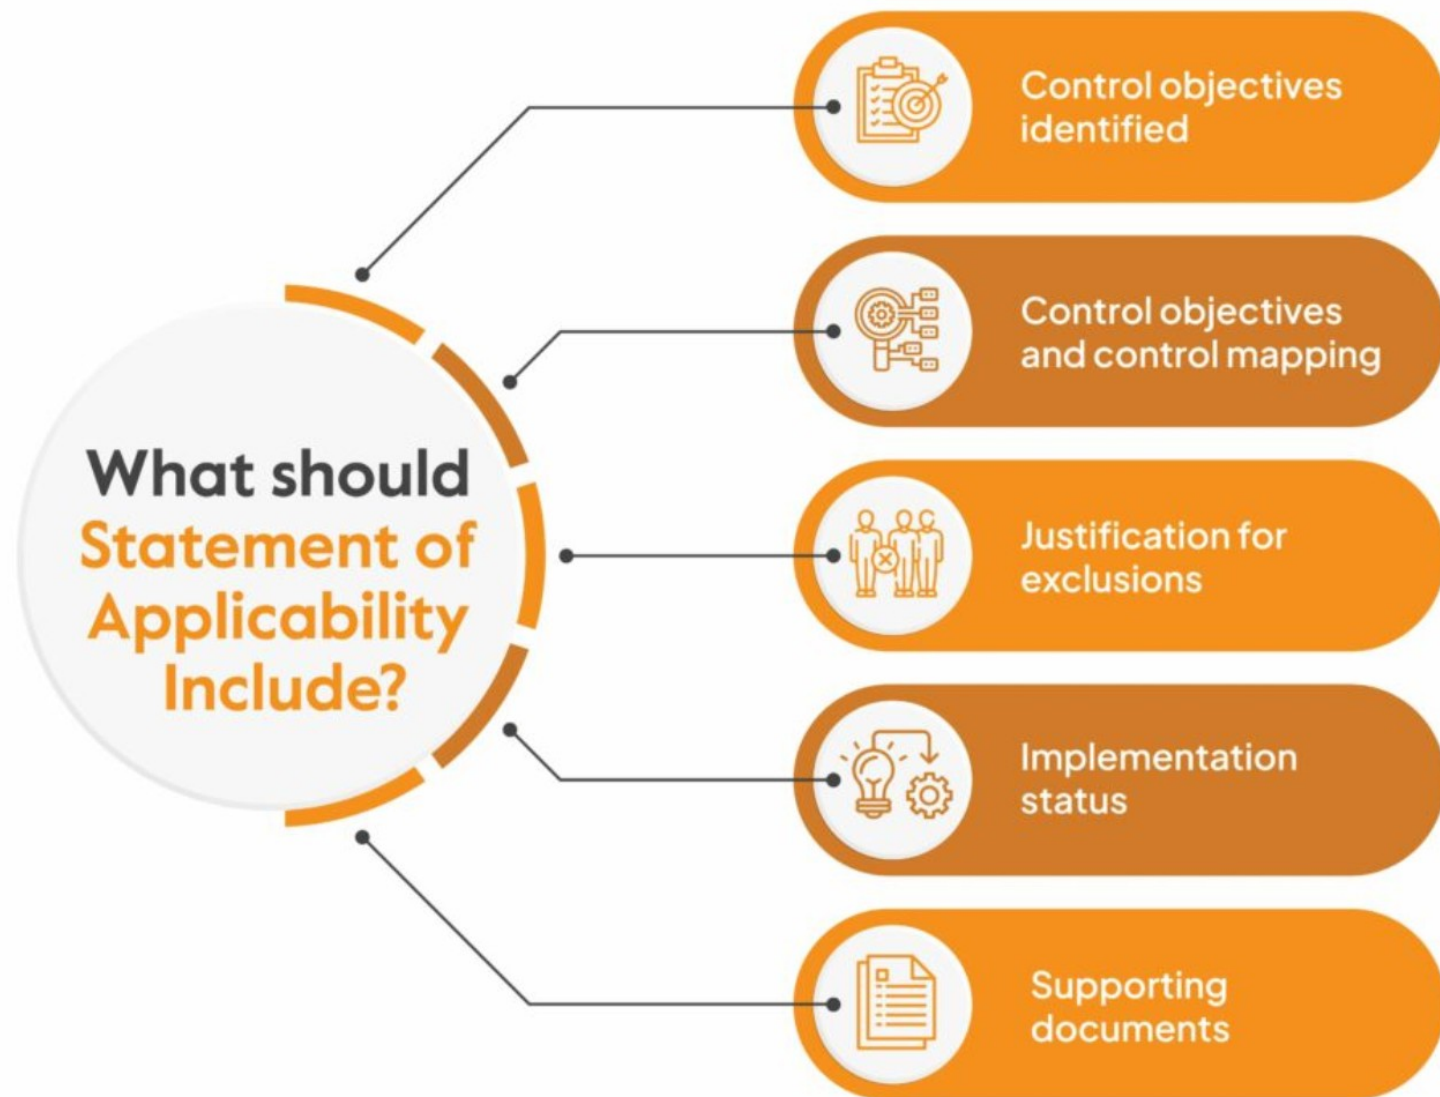 What should
Statement of
Applicability
Include?
Control objectives
identified
Control objectives
and control mapping
Justification for
exclusions
Implementation
status
Supporting
documents